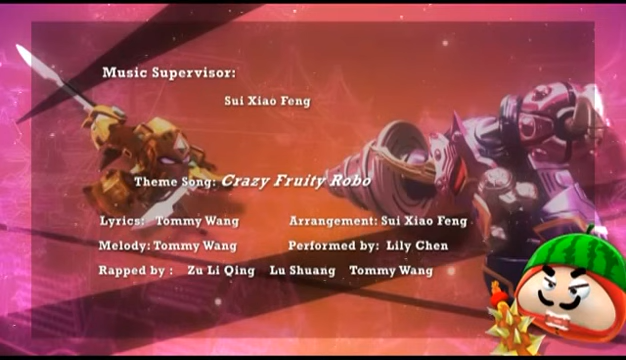 Music Supervisor:
Sui Xiao Feng
Theme Song: Crazy Fruity Robo
Lyrics: Tommy Wang Arrangement: Sui Xiao Feng
Melody: Tommy Wang Performed by: Lily Chen
Rapped by : Zu Li Qing Lu Shuang Tommy Wang